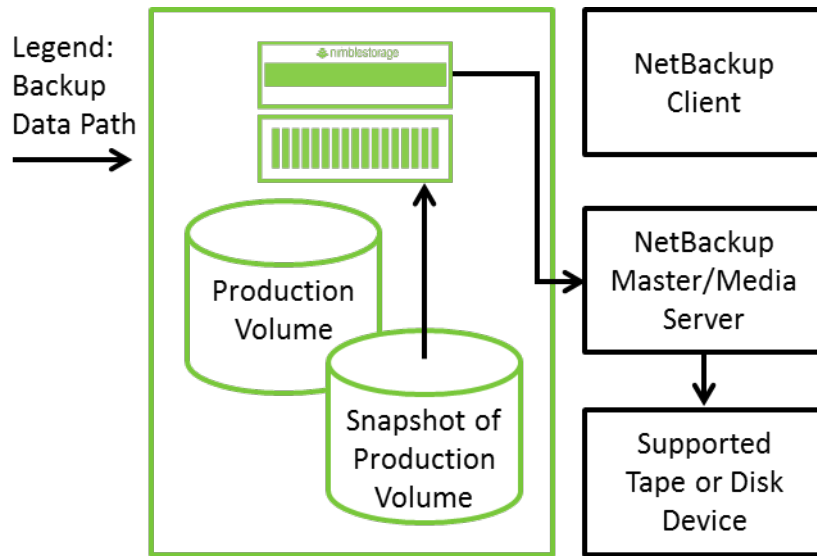 Legend:
Backup
Data Path
nimblestorage
Production
Volume
Snapshot of
Production
Volume
NetBackup
Client
NetBackup
Master/Media
Server
Supported
Tape or Disk
Device